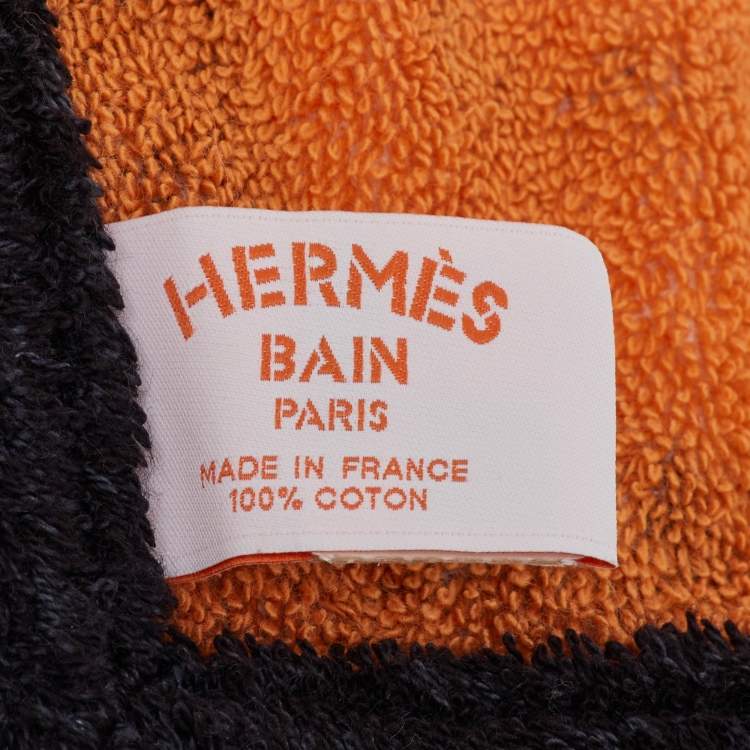 HERMÈS
BAIN
PARIS
MADE IN FRANCE
100% COTON